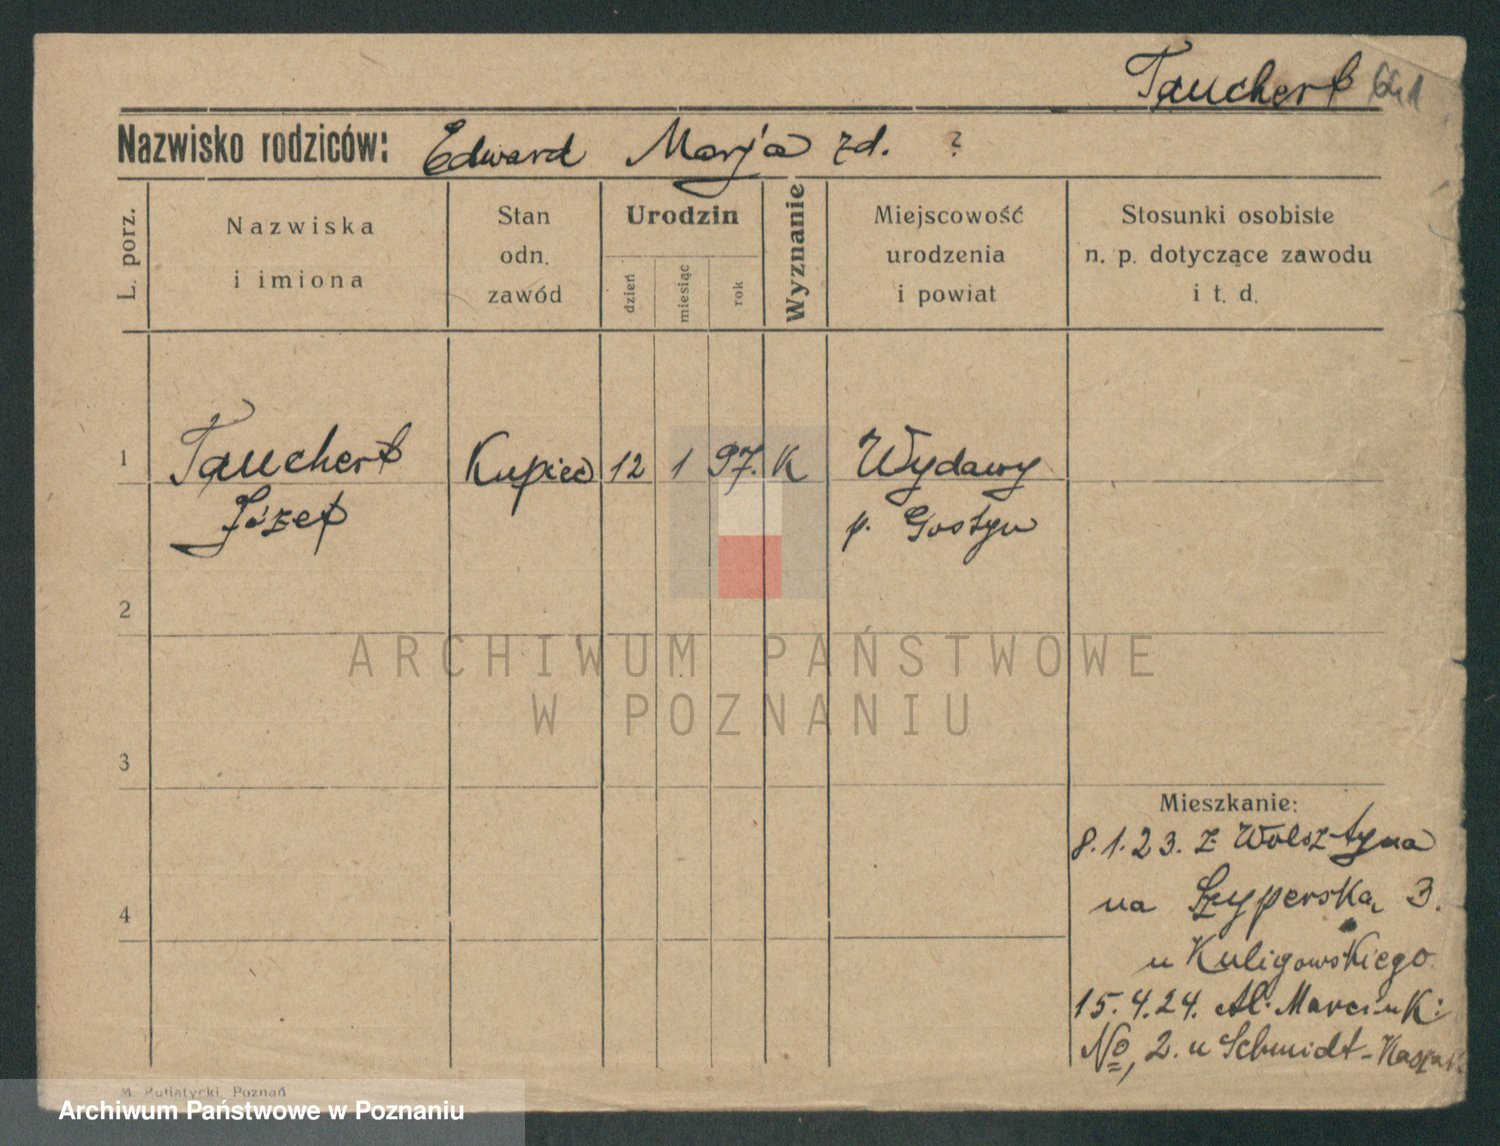 Tauchert 661
Nazwisko rodziców: Edward Marja zd. ?
L. porz.
Nazwiska
i imiona
Stan
odn.
zawód
Urodzin
dzień
miesiąc
rok
Wyznanie
Miejscowość
urodzenia
i powiat
Stosunki osobiste
n. p. dotyczące zawodu
i t. d.
1 Tauchert Kupiec 12 1 97. K Wydawy
Józef p. Gostyn
2
ARCHIWUM PAŃSTWOWE
W POZNANIU
3
Mieszkanie:
8.1.23. z Wolsztyna
na Szyperską 3.
4
u Kuligowskiego
15.4.24. Al. Marcink:
No, 2. u Schmidt-
M. Putiatycki, Poznań
Archiwum Państwowe w Poznaniu